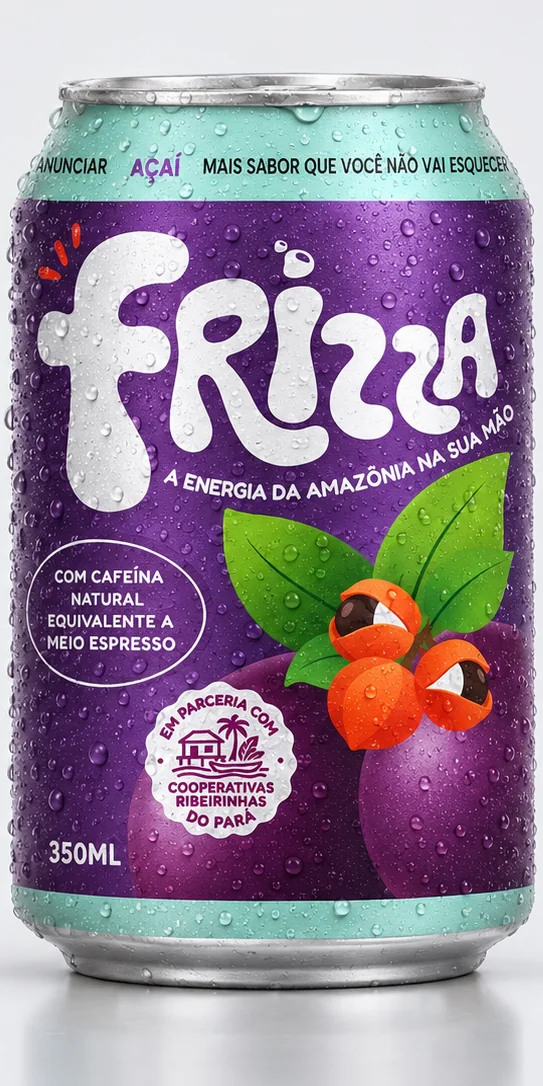 ANUNCIAR AÇAÍ MAIS SABOR QUE VOCÊ NÃO VAI ESQUECER
FRIZZA
A ENERGIA DA AMAZÔNIA NA SUA MÃO
COM CAFEÍNA
NATURAL
EQUIVALENTE A
MEIO ESPRESSO
EM PARCERIA COM
COOPERATIVAS
RIBEIRINHAS
DO PARÁ
350ML